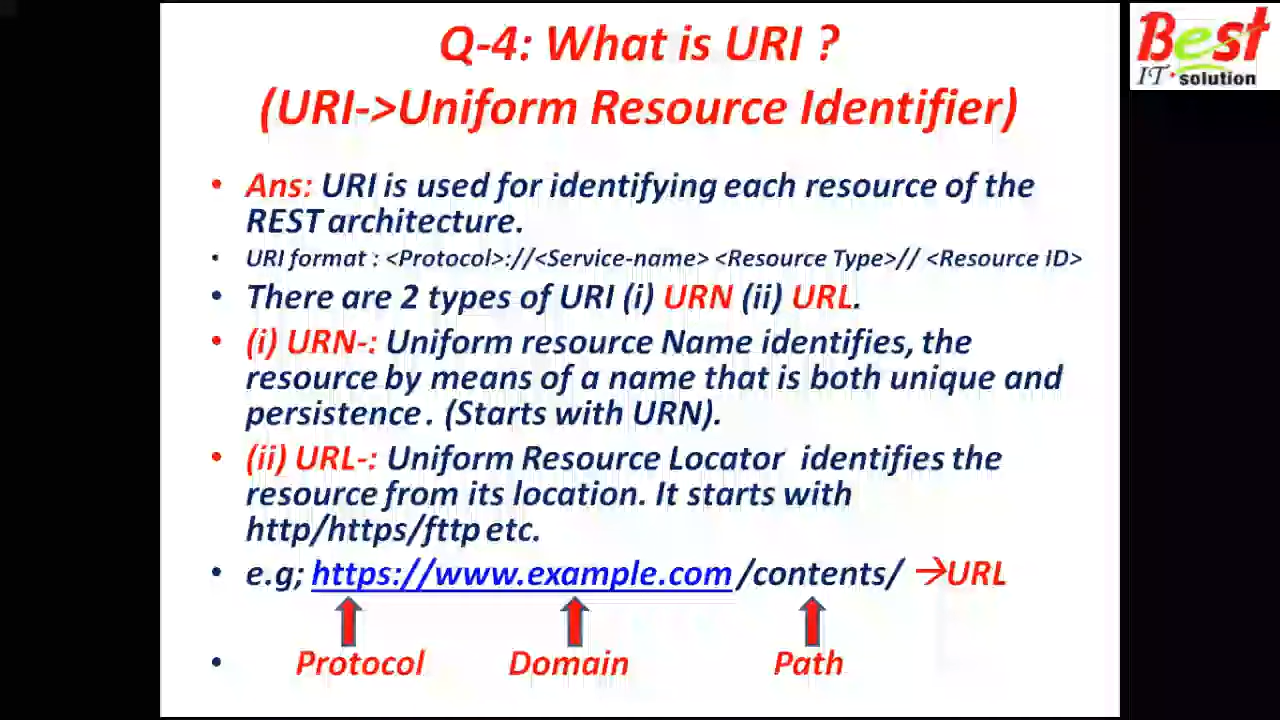 Q-4: What is URI ?
(URI->Uniform Resource Identifier)
Best
IT solution
• Ans: URI is used for identifying each resource of the
REST architecture.
• URI format : <Protocol>://<Service-name> <Resource Type>// <Resource ID>
• There are 2 types of URI (i) URN (ii) URL.
• (i) URN-: Uniform resource Name identifies, the
resource by means of a name that is both unique and
persistence . (Starts with URN).
• (ii) URL-: Uniform Resource Locator identifies the
resource from its location. It starts with
http/https/fttp etc.
• e.g; https://www.example.com /contents/ →URL
• Protocol Domain Path